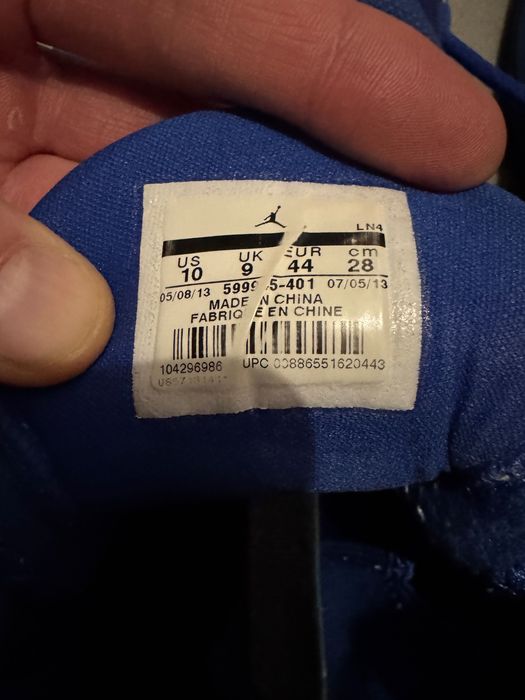 LN4
US UK EUR cm
10 9 44 28
05/08/13 07/05/13
MADE IN CHINA
FABRIQUE EN CHINE
104296986 UPC 00886551620443